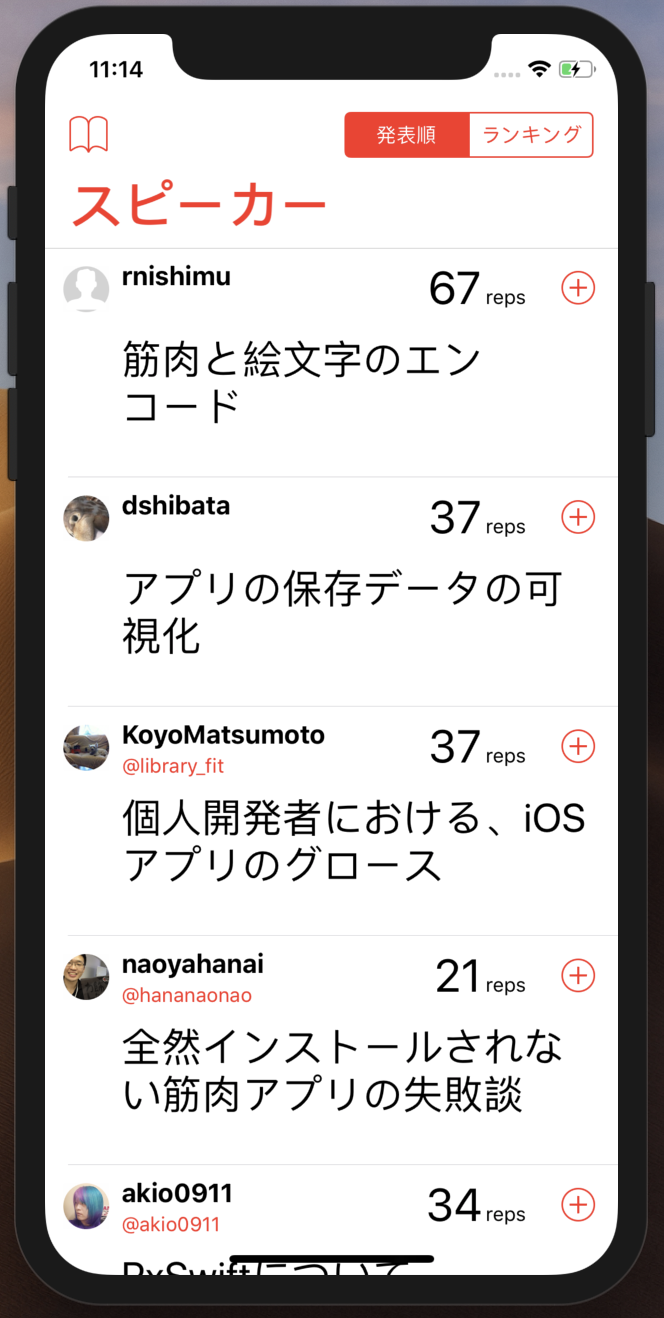 11:14
発表順 ランキング
スピーカー
rnishimu
67 reps
筋肉と絵文字のエン
コード
dshibata
37 reps
アプリの保存データの可
視化
KoyoMatsumoto
@library_fit
37 reps
個人開発者における、iOS
アプリのグロース
naoyahanai
@hananaonao
21 reps
全然インストールされな
い筋肉アプリの失敗談
akio0911
@akio0911
34 reps
RxSwiftについて